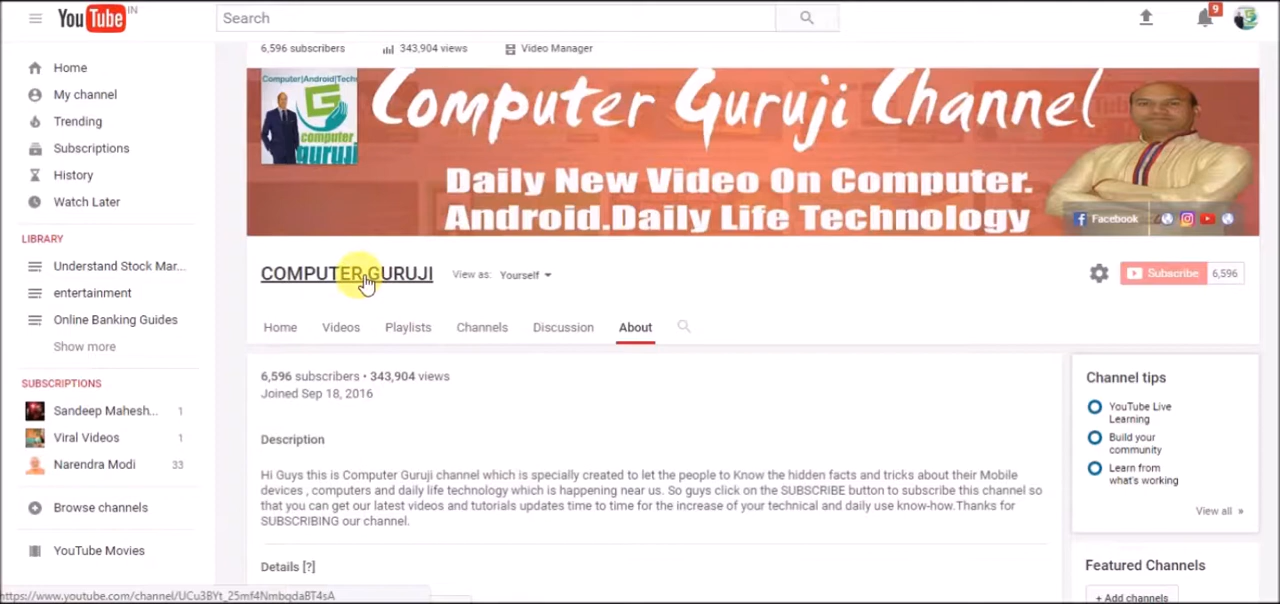 YouTube IN
Search
9
6,596 subscribers
343,904 views
Video Manager
Home
My channel
Trending
Subscriptions
History
Watch Later
LIBRARY
Understand Stock Mar...
entertainment
Online Banking Guides
Show more
SUBSCRIPTIONS
Sandeep Mahesh... 1
Viral Videos 1
Narendra Modi 33
Browse channels
YouTube Movies
Computer|Android|Techn
G
computer
guruji
Computer Guruji Channel
Daily New Video On Computer.
Android.Daily Life Technology
Facebook
COMPUTER GURUJI
View as: Yourself
Subscribe 6,596
Home Videos Playlists Channels Discussion About
6,596 subscribers • 343,904 views
Joined Sep 18, 2016
Description
Hi Guys this is Computer Guruji channel which is specially created to let the people to Know the hidden facts and tricks about their Mobile
devices , computers and daily life technology which is happening near us. So guys click on the SUBSCRIBE button to subscribe this channel so
that you can get our latest videos and tutorials updates time to time for the increase of your technical and daily use know-how.Thanks for
SUBSCRIBING our channel.
Details [?]
Channel tips
YouTube Live
Learning
Build your
community
Learn from
what's working
View all »
Featured Channels
+ Add channels
https://www.youtube.com/channel/UCu3BYt_25mf4NmbqdaBT4sA